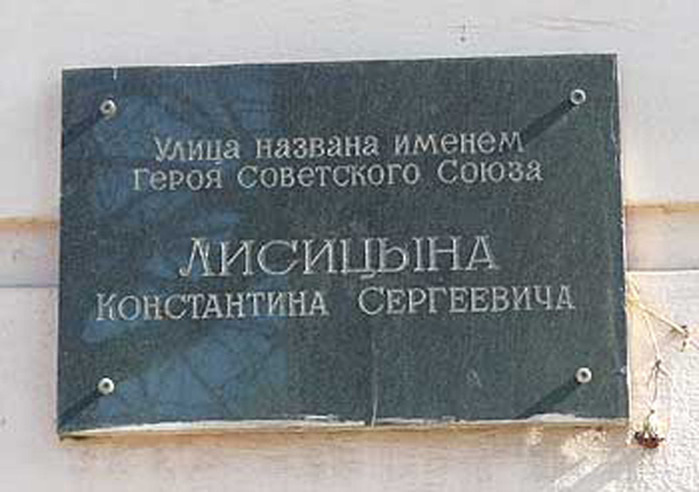 Улица названа именем
Героя Советского Союза
ЛИСИЦЫНА
Константина Сергеевича